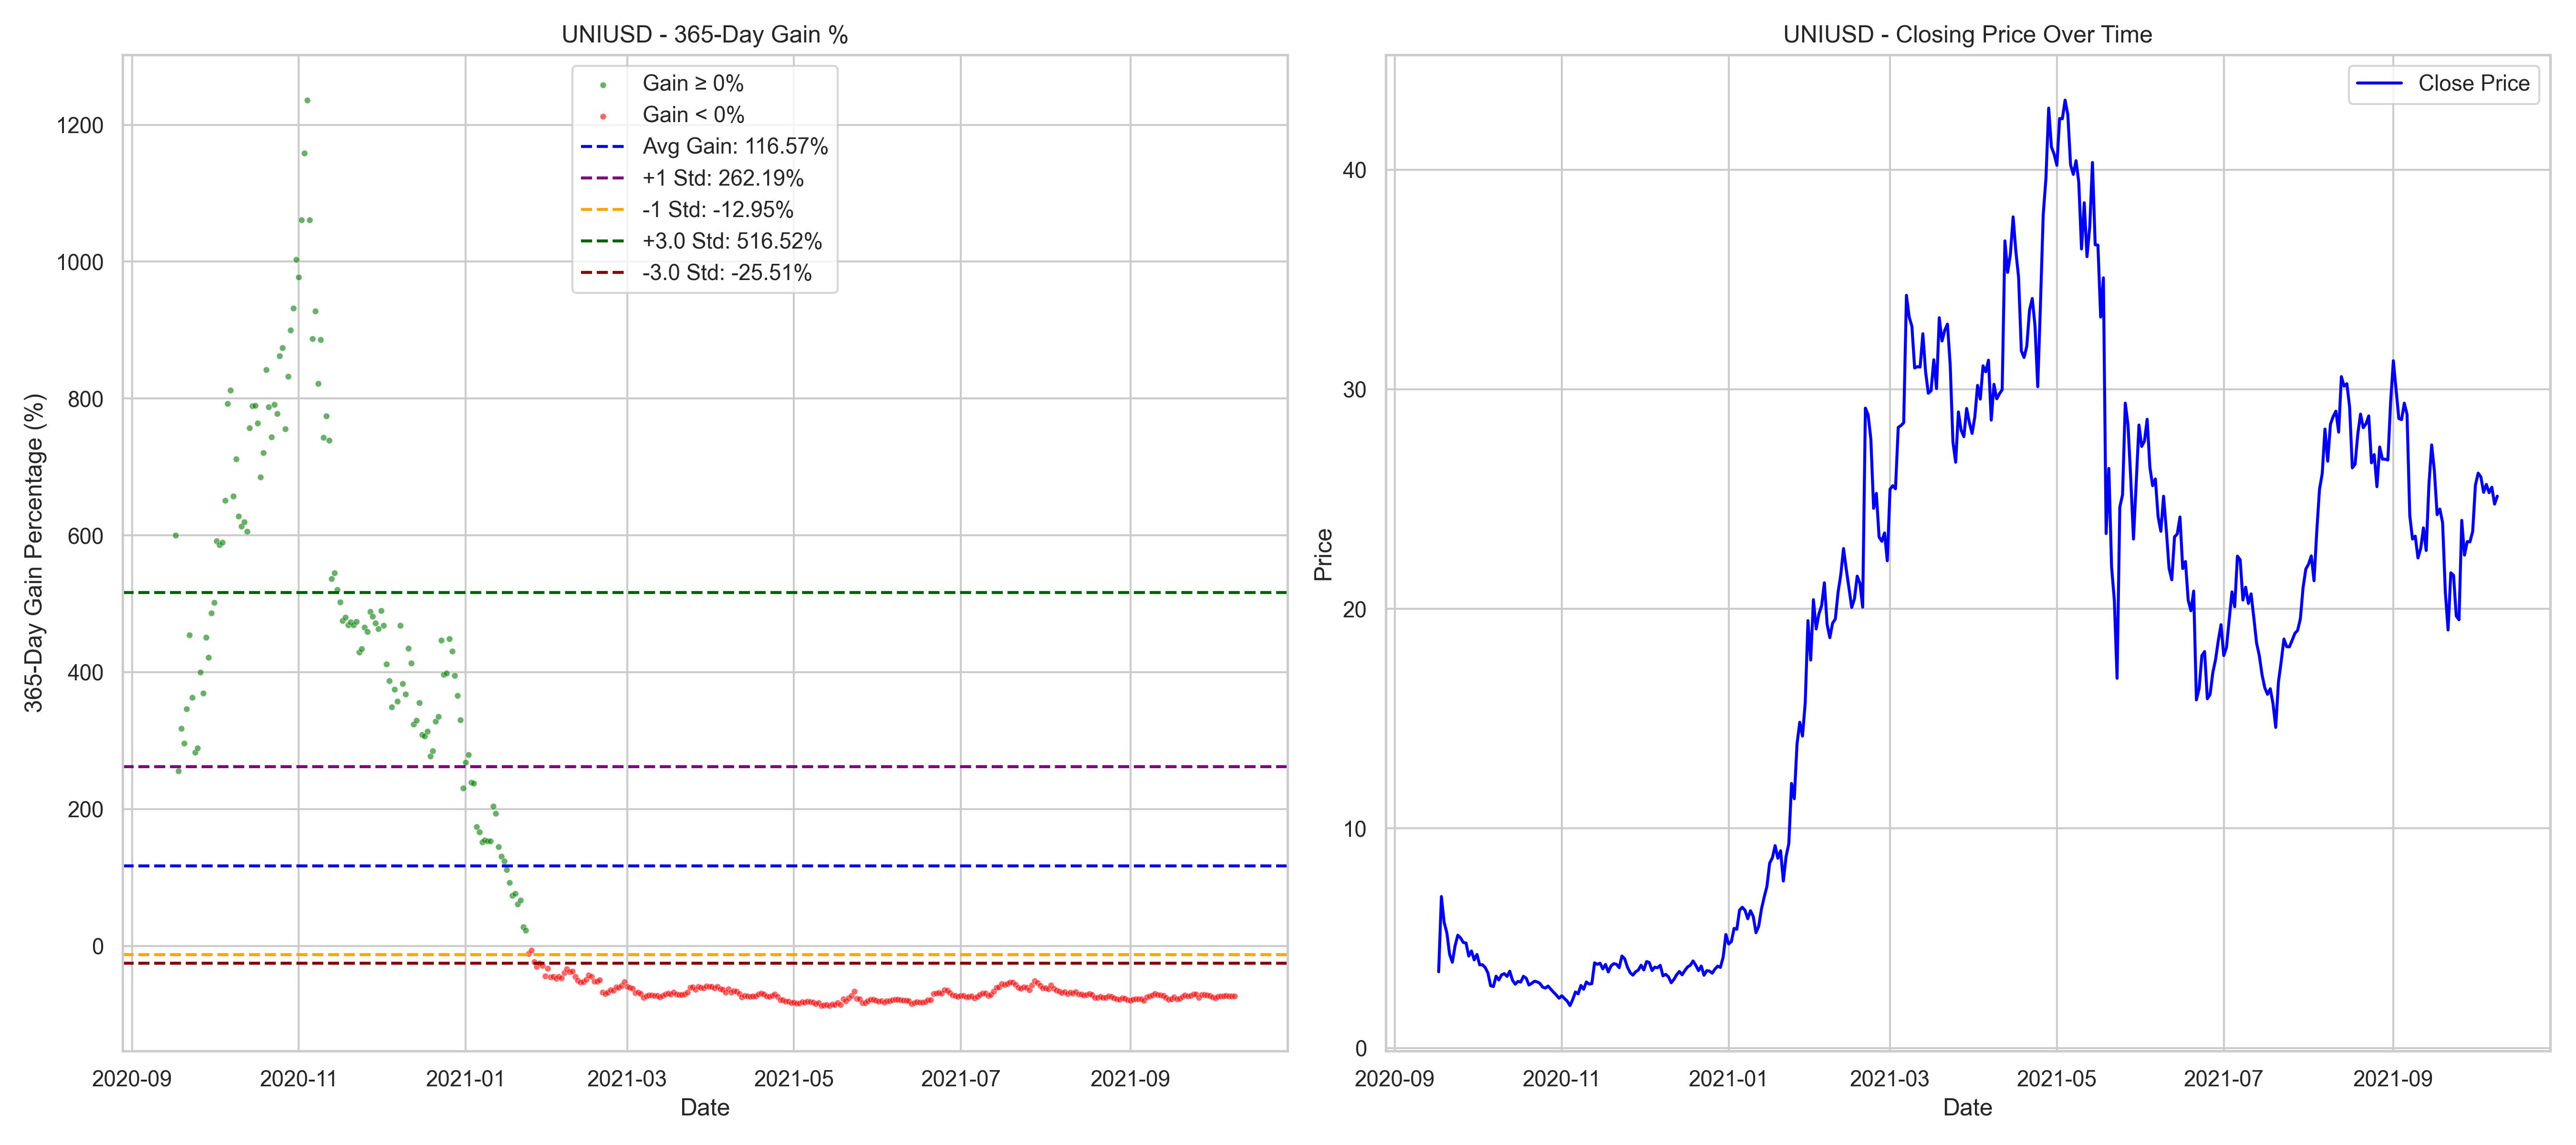 UNIUSD - 365-Day Gain %
Gain ≥ 0%
Gain < 0%
Avg Gain: 116.57%
+1 Std: 262.19%
-1 Std: -12.95%
+3.0 Std: 516.52%
-3.0 Std: -25.51%
365-Day Gain Percentage (%)
1200
1000
800
600
400
200
0
2020-09 2020-11 2021-01 2021-03 2021-05 2021-07 2021-09
Date
UNIUSD - Closing Price Over Time
Close Price
Price
40
30
20
10
0
2020-09 2020-11 2021-01 2021-03 2021-05 2021-07 2021-09
Date